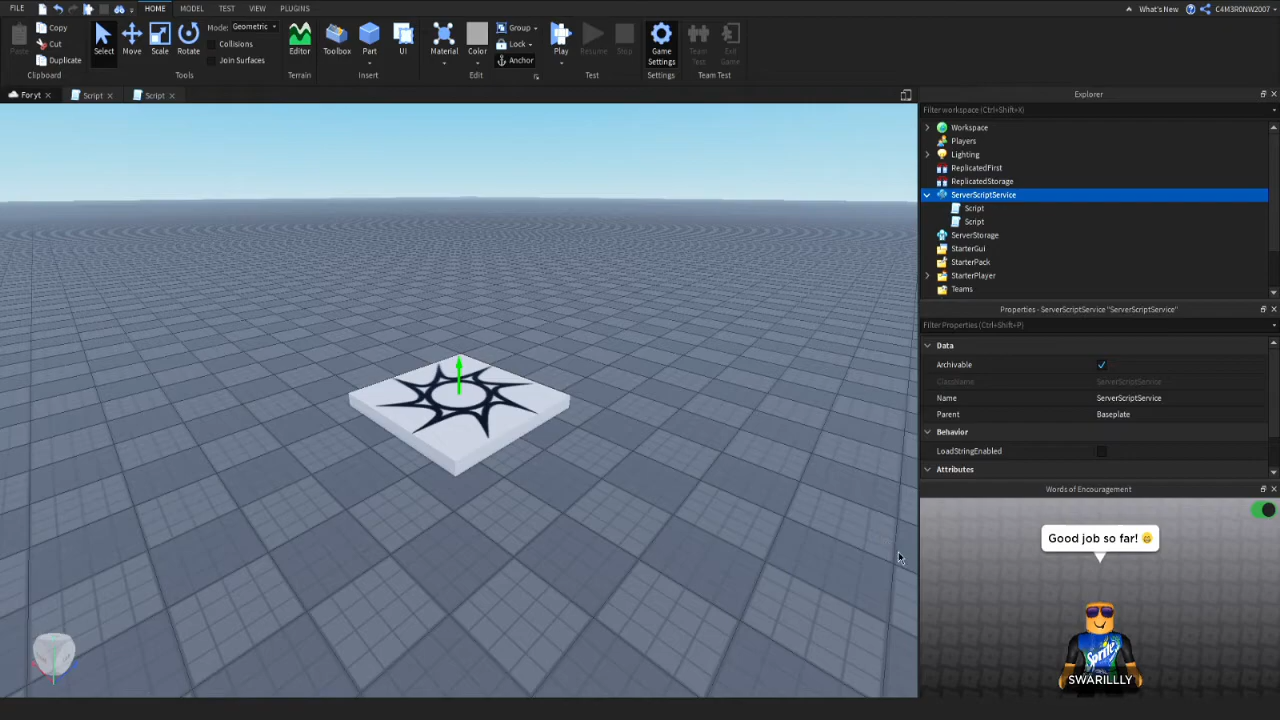 FILE HOME MODEL TEST VIEW PLUGINS What's New C4M3R0NW2007
Copy
Cut
Duplicate
Paste
Clipboard
Select Move Scale Rotate
Mode: Geometric
Collisions
Join Surfaces
Tools
Editor
Terrain
Toolbox Part UI
Insert
Material Color
Group
Lock
Anchor
Edit
Play Resume Stop
Test
Game Settings
Settings
Team Test Exit Game
Team Test
For yt Script Script
Explorer
Filter workspace (Ctrl+Shift+X)
Workspace
Players
Lighting
ReplicatedFirst
ReplicatedStorage
ServerScriptService
Script
Script
ServerStorage
StarterGui
StarterPack
StarterPlayer
Teams
Properties - ServerScriptService "ServerScriptService"
Filter Properties (Ctrl+Shift+P)
Data
Archivable
ClassName ServerScriptService
Name ServerScriptService
Parent Baseplate
Behavior
LoadStringEnabled
Attributes
Words of Encouragement
Good job so far! 😄
Sprite
SWARILLLY